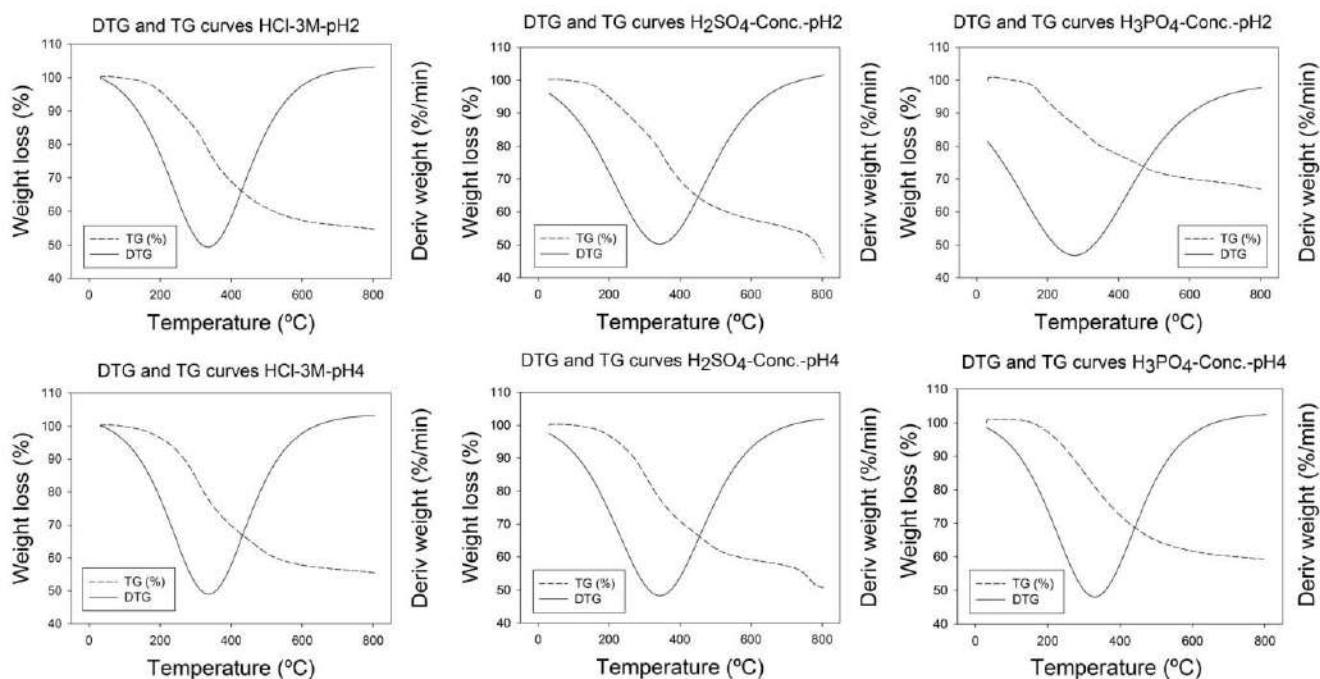 DTG and TG curves HCl-3M-pH2
Weight loss (%)
110
100
90
80
70
60
50
40
TG (%)
DTG
0 200 400 600 800
Temperature (ºC)
Deriv weight (%/min)
DTG and TG curves H2SO4-Conc.-pH2
Weight loss (%)
110
100
90
80
70
60
50
40
TG (%)
DTG
0 200 400 600 800
Temperature (ºC)
Deriv weight (%/min)
DTG and TG curves H3PO4-Conc.-pH2
Weight loss (%)
110
100
90
80
70
60
50
40
TG (%)
DTG
0 200 400 600 800
Temperature (ºC)
Deriv weight (%/min)
DTG and TG curves HCl-3M-pH4
Weight loss (%)
110
100
90
80
70
60
50
40
TG (%)
DTG
0 200 400 600 800
Temperature (ºC)
Deriv weight (%/min)
DTG and TG curves H2SO4-Conc.-pH4
Weight loss (%)
110
100
90
80
70
60
50
40
TG (%)
DTG
0 200 400 600 800
Temperature (ºC)
Deriv weight (%/min)
DTG and TG curves H3PO4-Conc.-pH4
Weight loss (%)
110
100
90
80
70
60
50
40
TG (%)
DTG
0 200 400 600 800
Temperature (ºC)
Deriv weight (%/min)